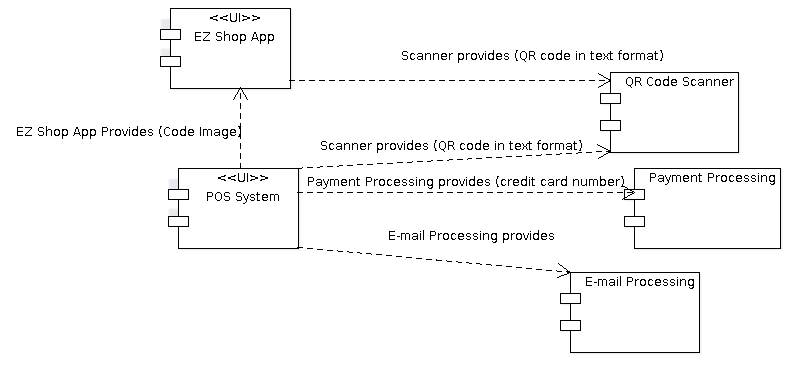 <<UI>>
EZ Shop App
Scanner provides (QR code in text format)
QR Code Scanner
EZ Shop App Provides (Code Image)
Scanner provides (QR code in text format)
<<UI>>
POS System
Payment Processing provides (credit card number)
Payment Processing
E-mail Processing provides
E-mail Processing